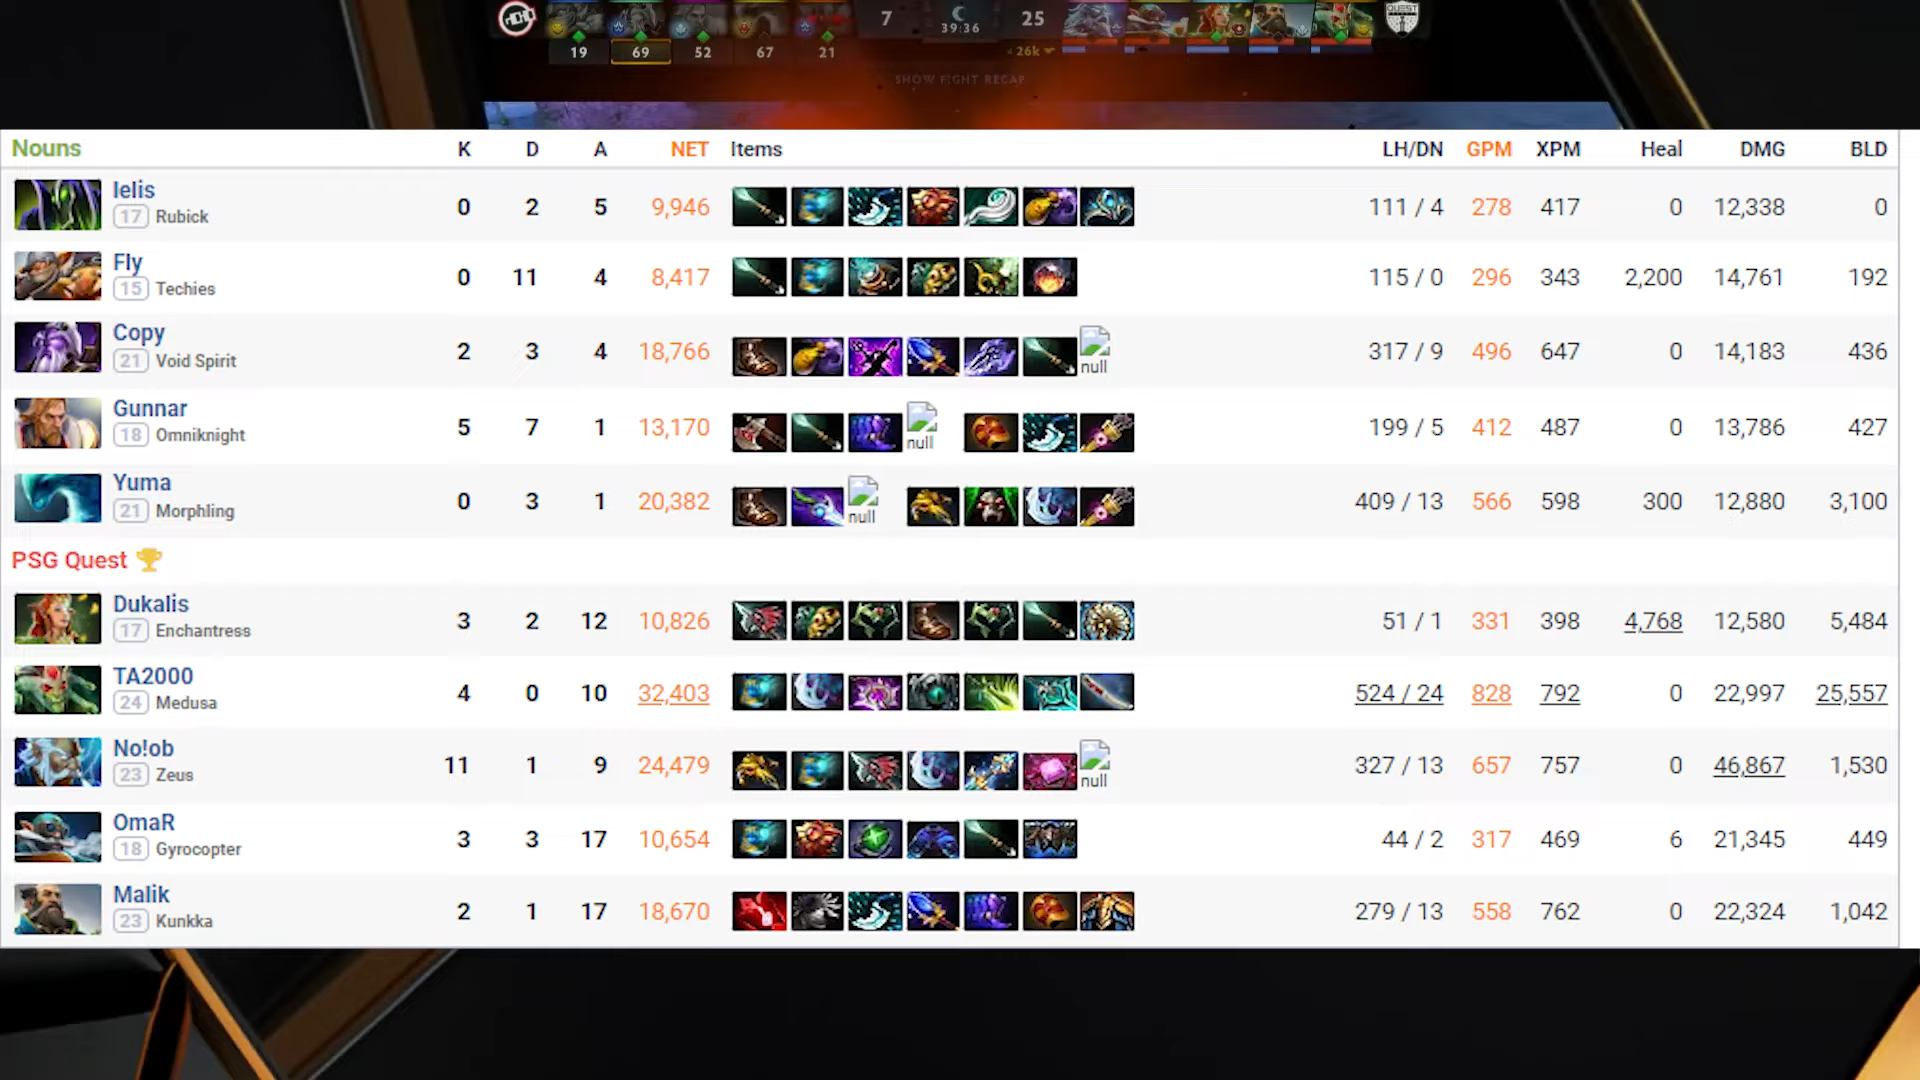 7 39:36 25
19 69 52 67 21 26k
SHOW FIGHT RECAP
Nouns K D A NET Items LH/DN GPM XPM Heal DMG BLD
lelis
17 Rubick 0 2 5 9,946 111 / 4 278 417 0 12,338 0
Fly
15 Techies 0 11 4 8,417 115 / 0 296 343 2,200 14,761 192
Copy
21 Void Spirit 2 3 4 18,766 null 317 / 9 496 647 0 14,183 436
Gunnar
18 Omniknight 5 7 1 13,170 null 199 / 5 412 487 0 13,786 427
Yuma
21 Morphling 0 3 1 20,382 null 409 / 13 566 598 300 12,880 3,100
PSG Quest
Dukalis
17 Enchantress 3 2 12 10,826 51 / 1 331 398 4,768 12,580 5,484
TA2000
24 Medusa 4 0 10 32,403 524 / 24 828 792 0 22,997 25,557
No!ob
23 Zeus 11 1 9 24,479 null 327 / 13 657 757 0 46,867 1,530
OmaR
18 Gyrocopter 3 3 17 10,654 44 / 2 317 469 6 21,345 449
Malik
23 Kunkka 2 1 17 18,670 279 / 13 558 762 0 22,324 1,042